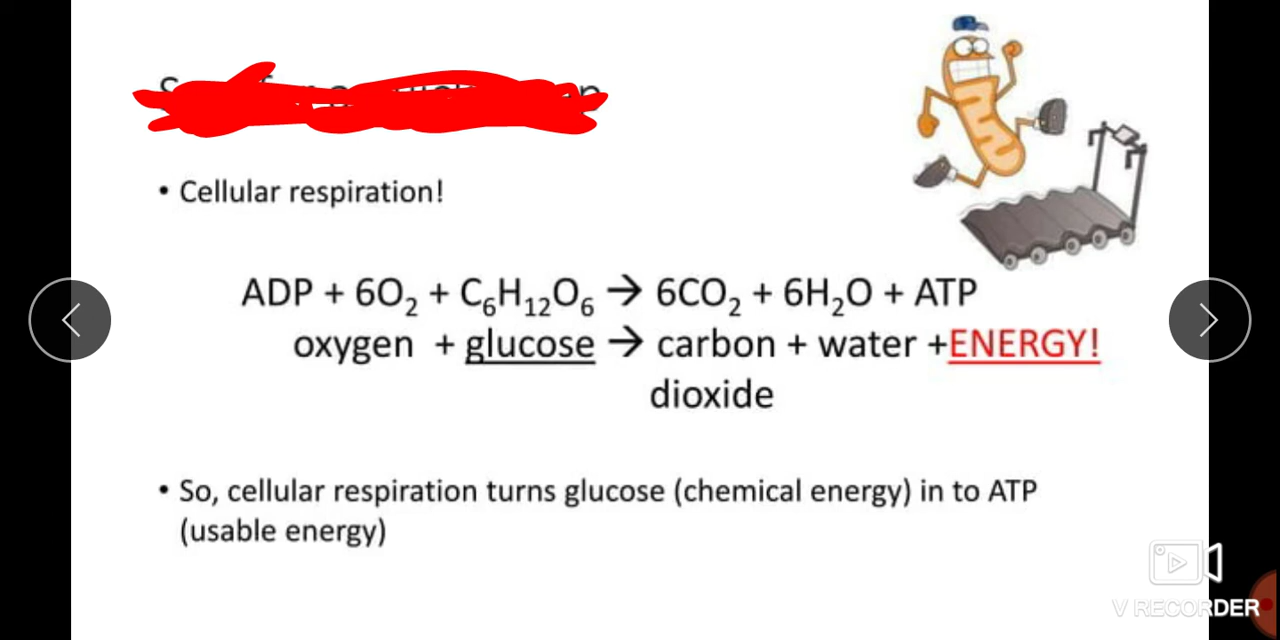 • Cellular respiration!
ADP + 6O₂ + C₆H₁₂O₆ → 6CO₂ + 6H₂O + ATP
oxygen + glucose → carbon + water +ENERGY!
dioxide
• So, cellular respiration turns glucose (chemical energy) in to ATP
(usable energy)
V RECORDER